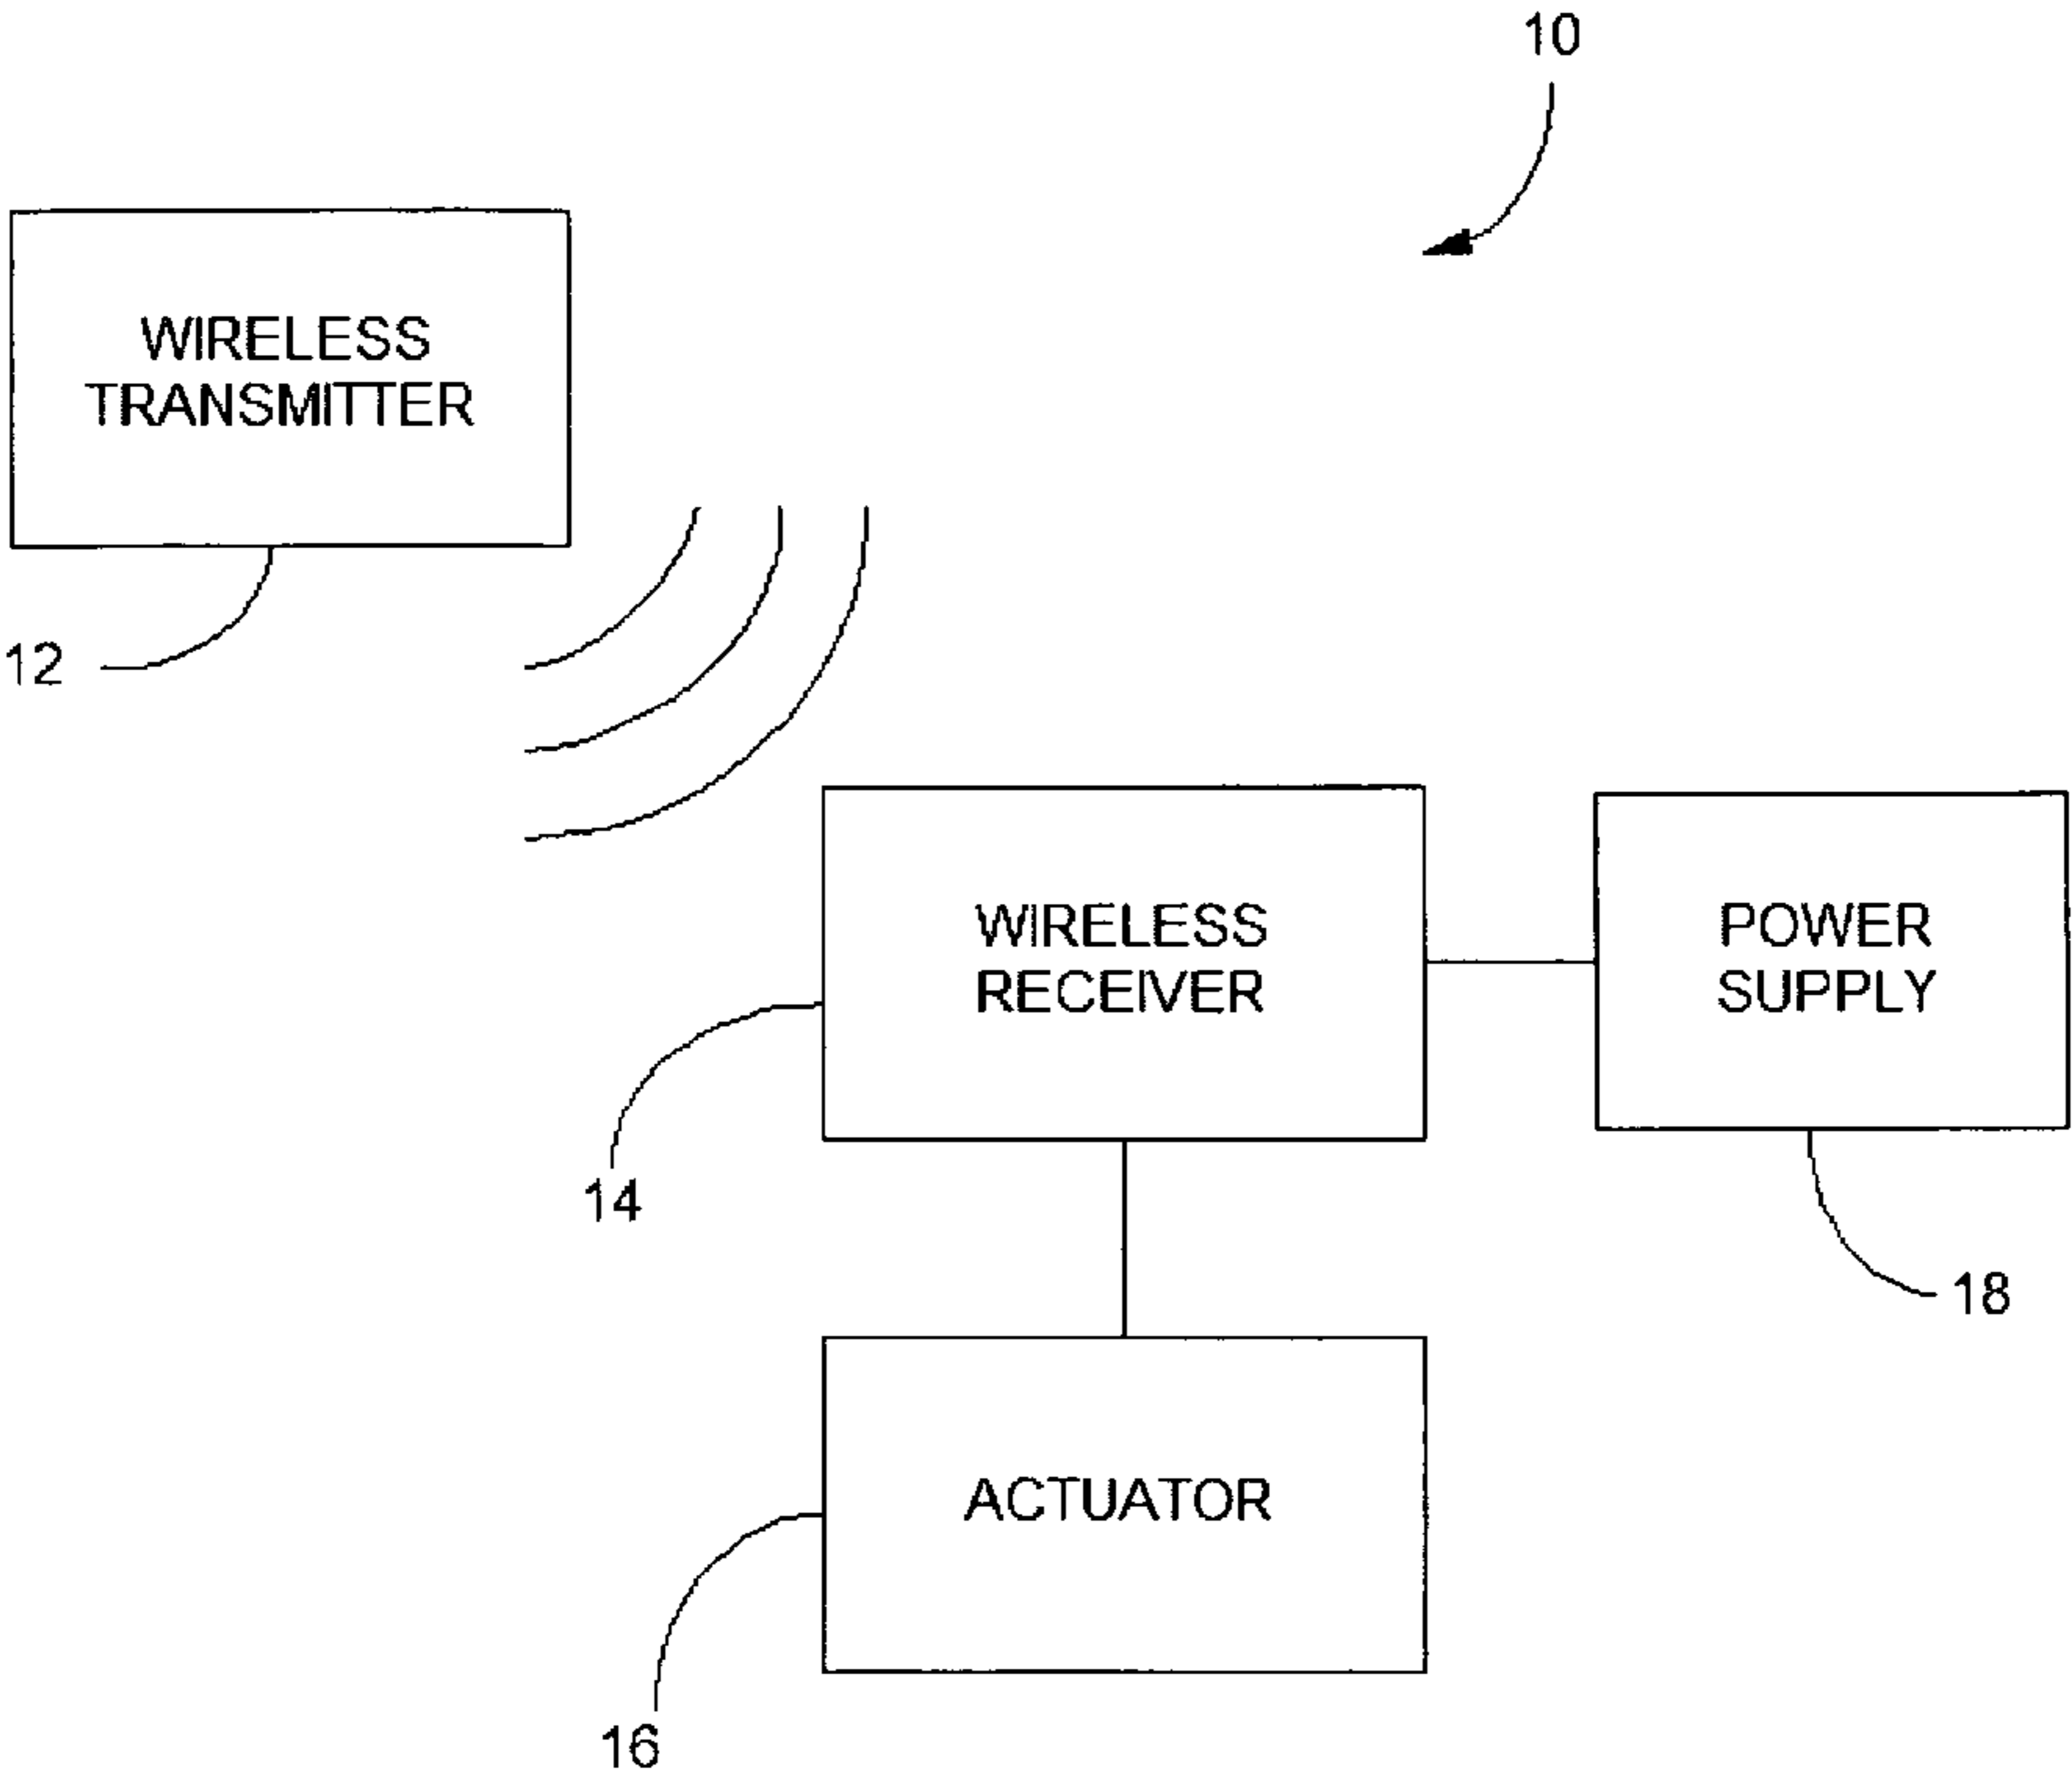 10
WIRELESS
TRANSMITTER
12
WIRELESS
RECEIVER
POWER
SUPPLY
14
18
ACTUATOR
16